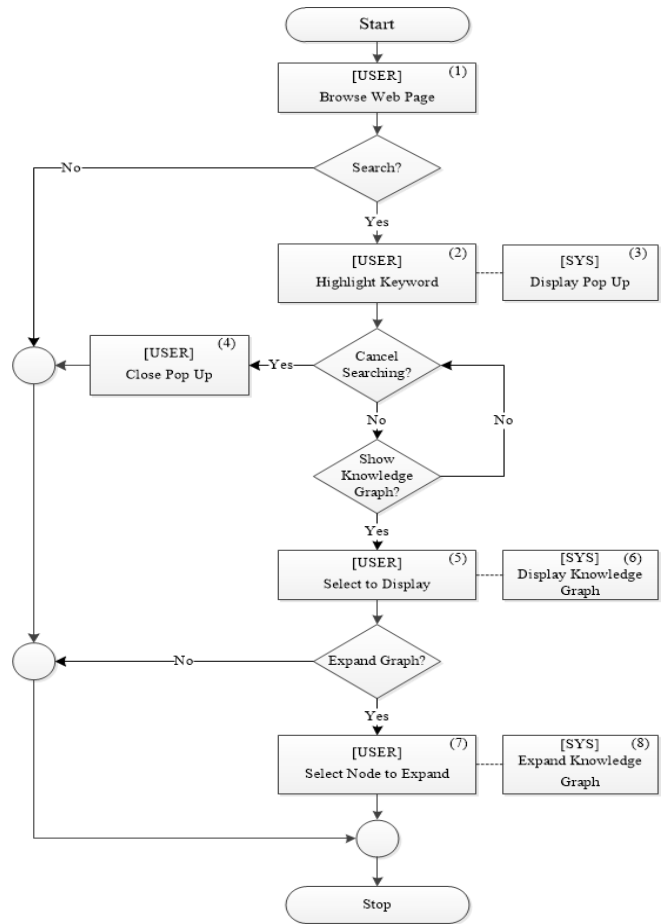 Start
[USER] (1)
Browse Web Page
Search?
No
Yes
[USER] (2)
Highlight Keyword
[SYS] (3)
Display Pop Up
Cancel
Searching?
Yes
[USER] (4)
Close Pop Up
No
No
Show
Knowledge
Graph?
Yes
[USER] (5)
Select to Display
[SYS] (6)
Display Knowledge
Graph
Expand Graph?
No
Yes
[USER] (7)
Select Node to Expand
[SYS] (8)
Expand Knowledge
Graph
Stop